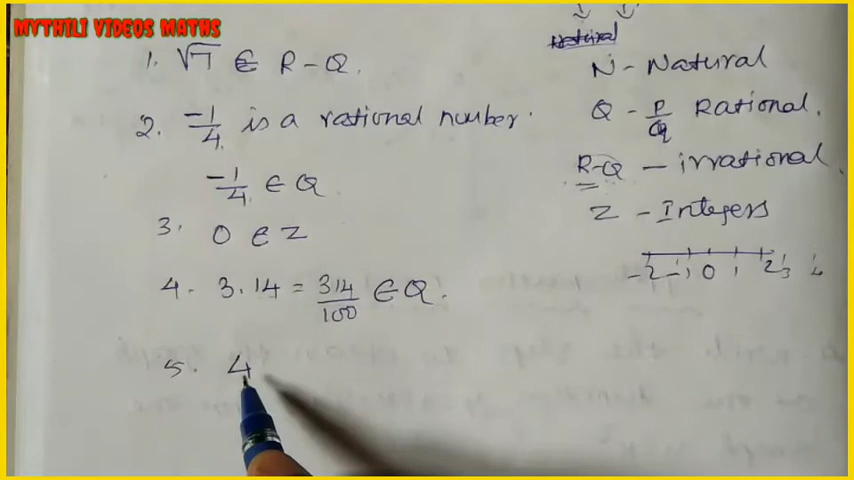 MYTHILI VIDEOS MATHS
1. √7 ∈ R-Q.
2. -1/4 is a rational number.
-1/4 ∈ Q
3. 0 ∈ Z
4. 3.14 = 314/100 ∈ Q.
5. 4
Natural
N - Natural
Q - P/Q Rational.
R-Q - irrational.
Z - Integers
-2 -1 0 1 2 3 4